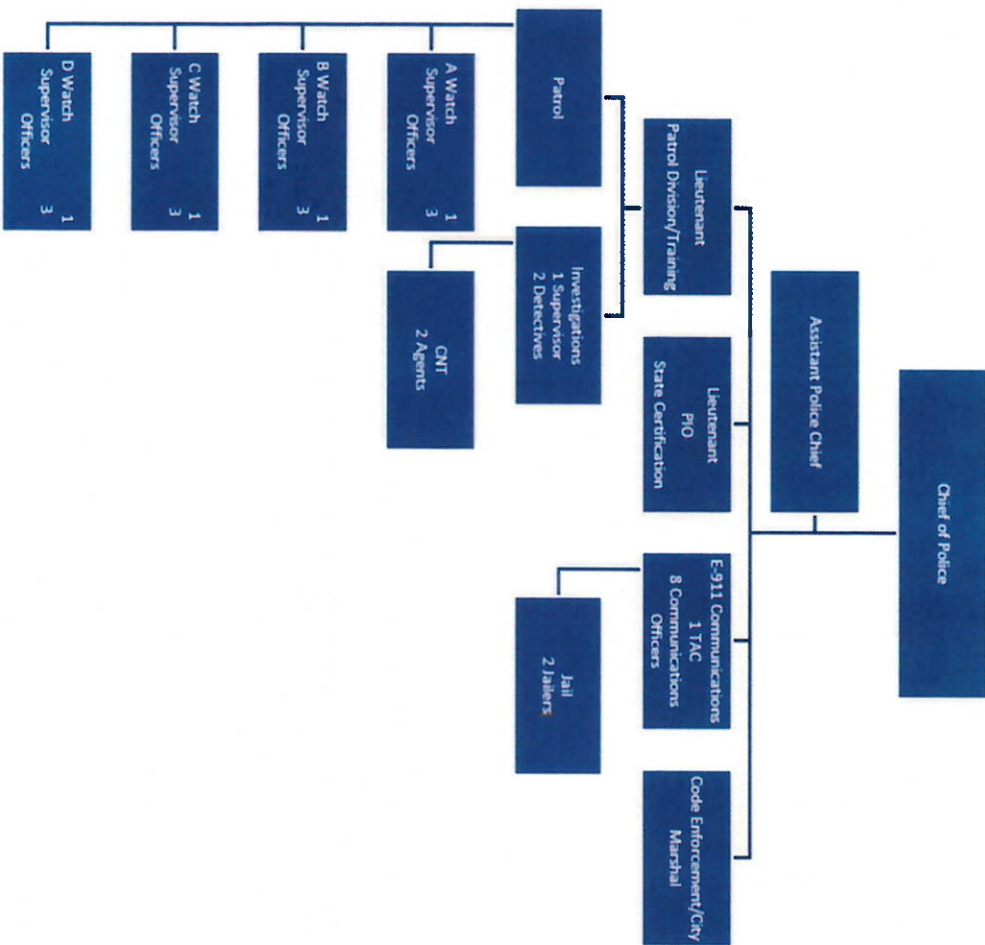 Chief of Police
Assistant Police Chief
Lieutenant
Patrol Division/Training
Lieutenant
PIO
State Certification
E-911 Communications
1 TAC
8 Communications
Officers
Code Enforcement/City
Marshal
Patrol
Investigations
1 Supervisor
2 Detectives
Jail
2 Jailers
A Watch
Supervisor 1
Officers 3
CNT
2 Agents
B Watch
Supervisor 1
Officers 3
C Watch
Supervisor 1
Officers 3
D Watch
Supervisor 1
Officers 3